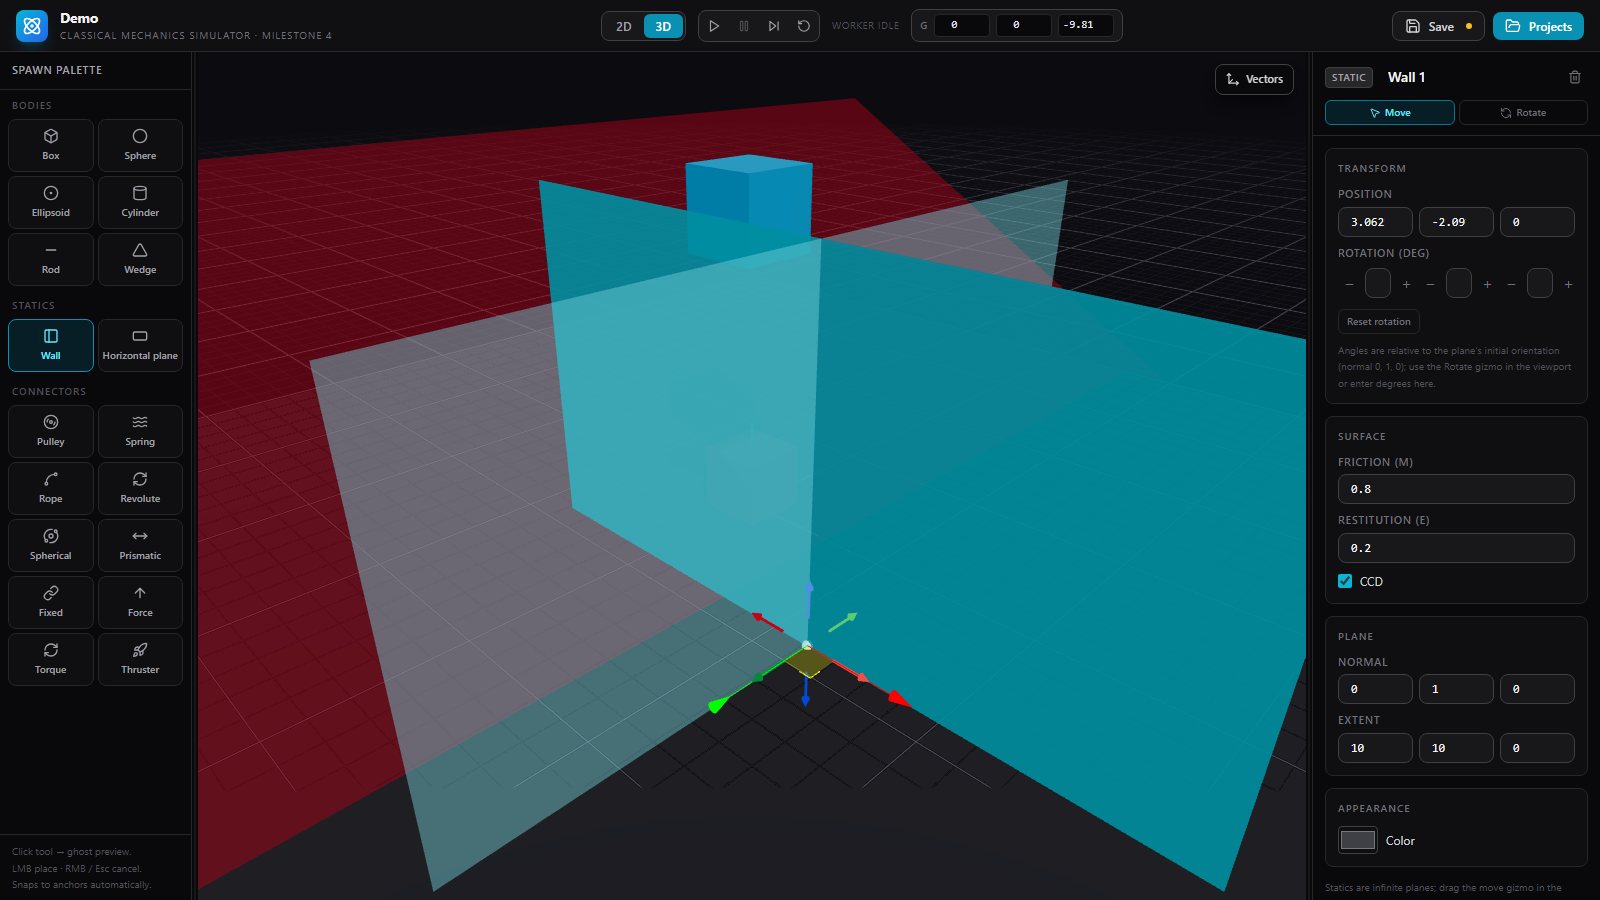 Demo
CLASSICAL MECHANICS SIMULATOR · MILESTONE 4
2D 3D
WORKER IDLE
G 0 0 -9.81
Save
Projects
SPAWN PALETTE
BODIES
Box Sphere
Ellipsoid Cylinder
Rod Wedge
STATICS
Wall Horizontal plane
CONNECTORS
Pulley Spring
Rope Revolute
Spherical Prismatic
Fixed Force
Torque Thruster
Click tool → ghost preview.
LMB place · RMB / Esc cancel.
Snaps to anchors automatically.
Vectors
STATIC Wall 1
Move Rotate
TRANSFORM
POSITION
3.062 -2.09 0
ROTATION (DEG)
− + − + − +
Reset rotation
Angles are relative to the plane's initial orientation
(normal 0, 1, 0); use the Rotate gizmo in the viewport
or enter degrees here.
SURFACE
FRICTION (Μ)
0.8
RESTITUTION (E)
0.2
CCD
PLANE
NORMAL
0 1 0
EXTENT
10 10 0
APPEARANCE
Color
Statics are infinite planes; drag the move gizmo in the